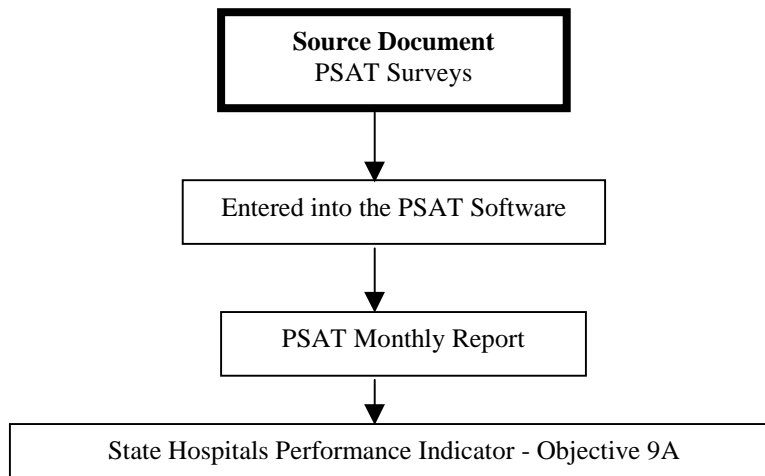 Source Document
PSAT Surveys
Entered into the PSAT Software
PSAT Monthly Report
State Hospitals Performance Indicator - Objective 9A